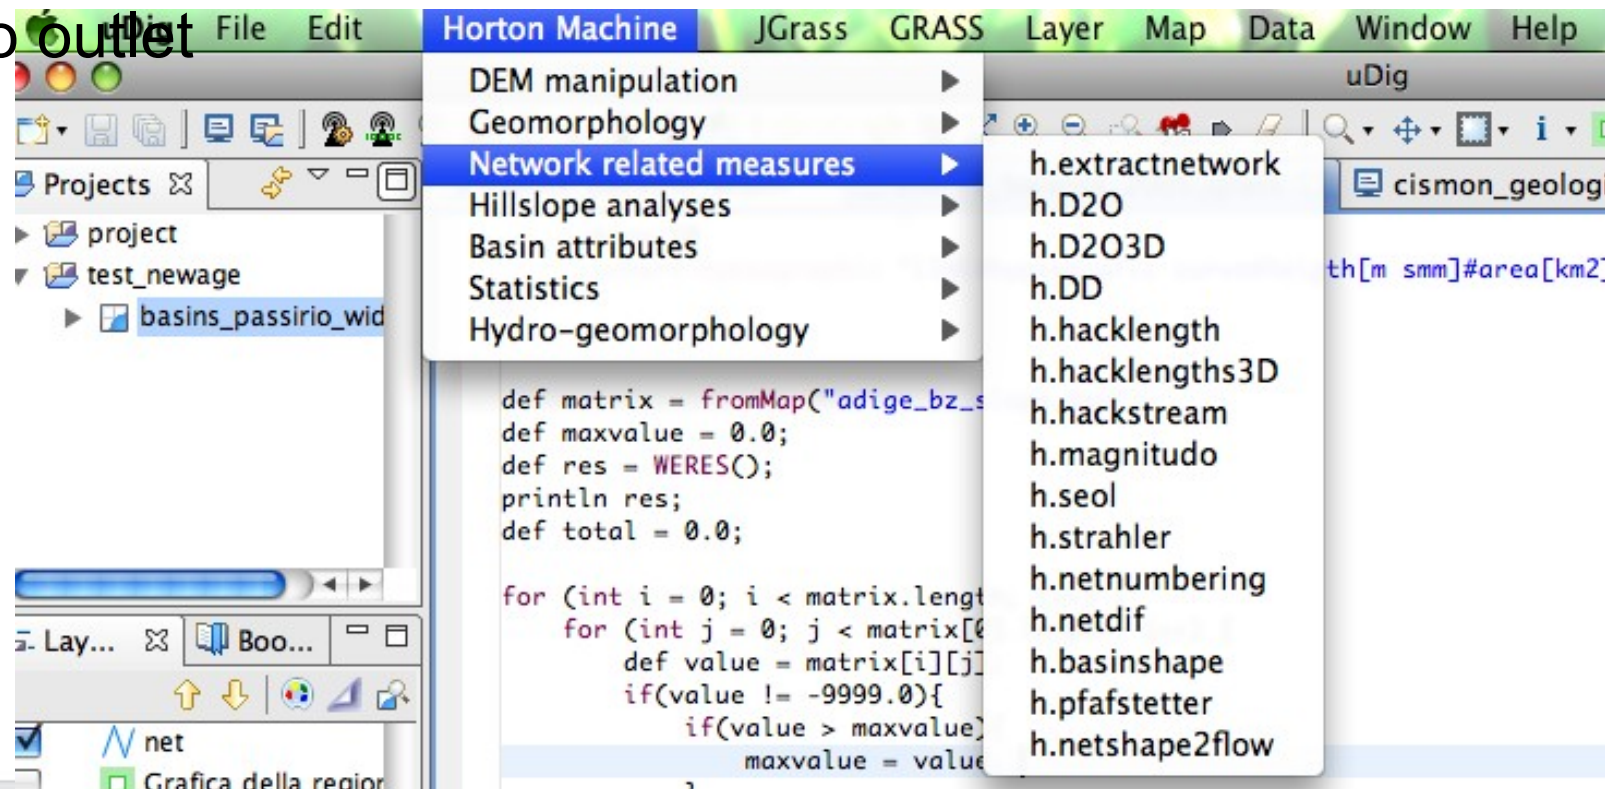 o outlet
uDig File Edit Horton Machine JGrass GRASS Layer Map Data Window Help
uDig
DEM manipulation
Geomorphology
Network related measures
Hillslope analyses
Basin attributes
Statistics
Hydro-geomorphology
h.extractnetwork
h.D2O
h.D2O3D
h.DD
h.hacklength
h.hacklengths3D
h.hackstream
h.magnitudo
h.seol
h.strahler
h.netnumbering
h.netdif
h.basinshape
h.pfafstetter
h.netshape2flow
Projects
project
test_newage
basins_passirio_wid
cismon_geologi
th[m smm]#area[km2]
def matrix = fromMap("adige_bz_s
def maxvalue = 0.0;
def res = WERES();
println res;
def total = 0.0;
for (int i = 0; i < matrix.lengt
for (int j = 0; j < matrix[0
def value = matrix[i][j]
if(value != -9999.0){
if(value > maxvalue)
maxvalue = value
Lay... Boo...
net
Grafica della region